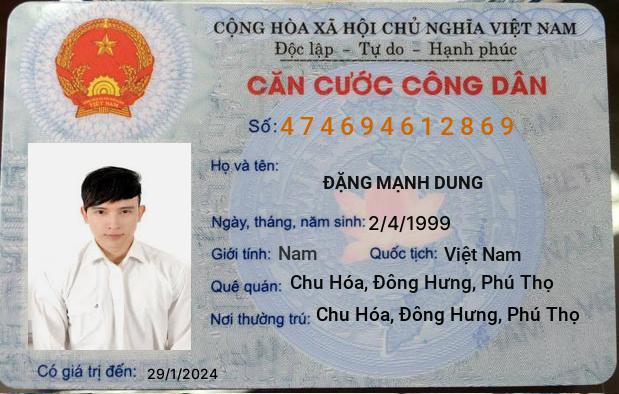 CỘNG HÒA XÃ HỘI CHỦ NGHĨA VIỆT NAM
Độc lập - Tự do - Hạnh phúc
CĂN CƯỚC CÔNG DÂN
Số: 474694612869
Họ và tên:
ĐẶNG MẠNH DUNG
Ngày, tháng, năm sinh: 2/4/1999
Giới tính: Nam Quốc tịch: Việt Nam
Quê quán: Chu Hóa, Đông Hưng, Phú Thọ
Nơi thường trú: Chu Hóa, Đông Hưng, Phú Thọ
Có giá trị đến: 29/1/2024